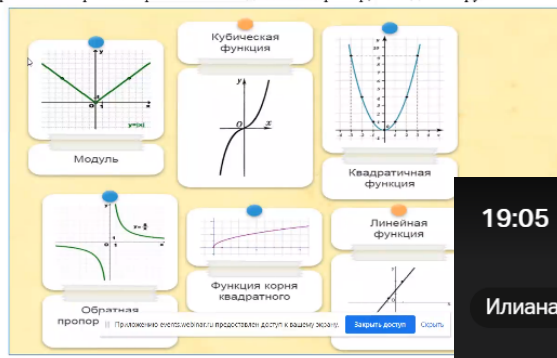 Кубическая
функция
y=|x|
Модуль
Квадратичная
функция
Линейная
функция
Функция корня
квадратного
Обратная
пропор
Приложению events.webinar.ru предоставлен доступ к вашему экрану.
Закрыть доступ
Скрыть
19:05
Илиана